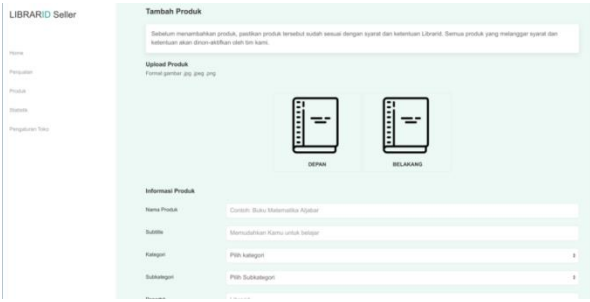 LIBRARID Seller
Home
Penjualan
Produk
Statistik
Pengaturan Toko
Tambah Produk
Sebelum menambahkan produk, pastikan produk tersebut sudah sesuai dengan syarat dan ketentuan Librarid. Semua produk yang melanggar syarat dan
ketentuan akan dinon-aktifkan oleh tim kami.
Upload Produk
Format gambar .jpg .jpeg .png
DEPAN
BELAKANG
Informasi Produk
Nama Produk
Contoh: Buku Matematika Aljabar
Subtitle
Memudahkan Kamu untuk belajar
Kategori
Pilih kategori
Subkategori
Pilih Subkategori